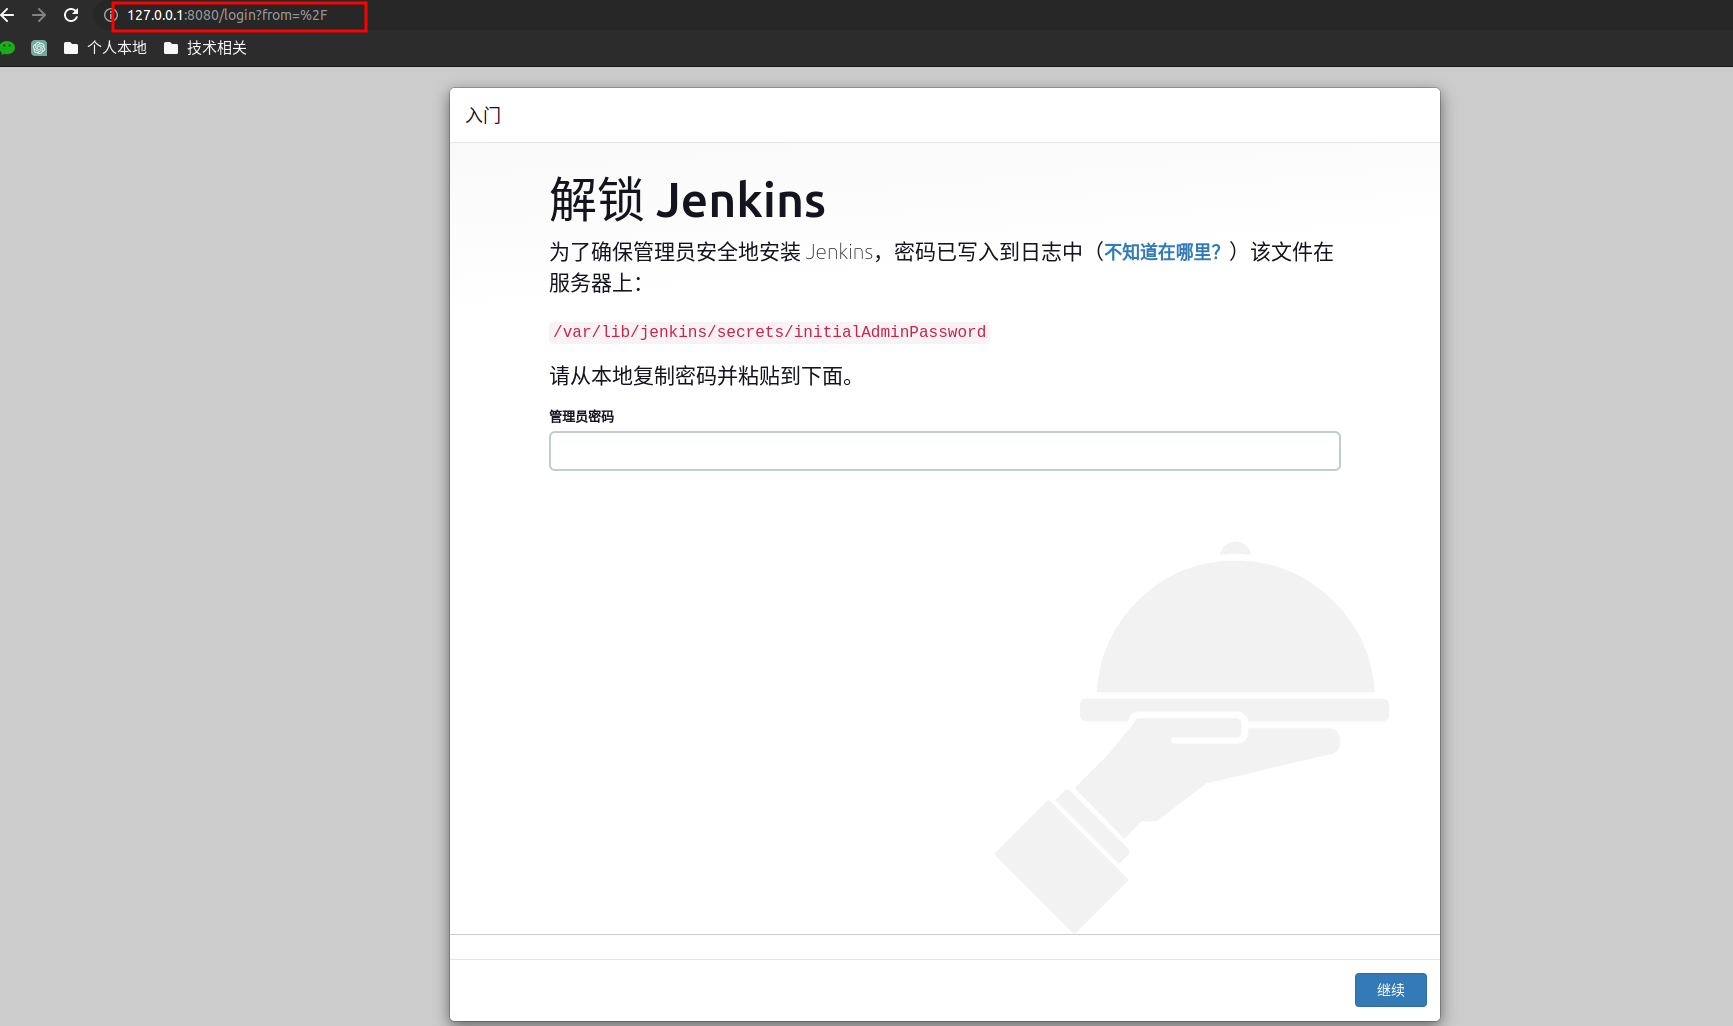 127.0.0.1:8080/login?from=%2F
个人本地 技术相关
入门
解锁 Jenkins
为了确保管理员安全地安装 Jenkins，密码已写入到日志中（不知道在哪里？）该文件在
服务器上：
/var/lib/jenkins/secrets/initialAdminPassword
请从本地复制密码并粘贴到下面。
管理员密码
继续